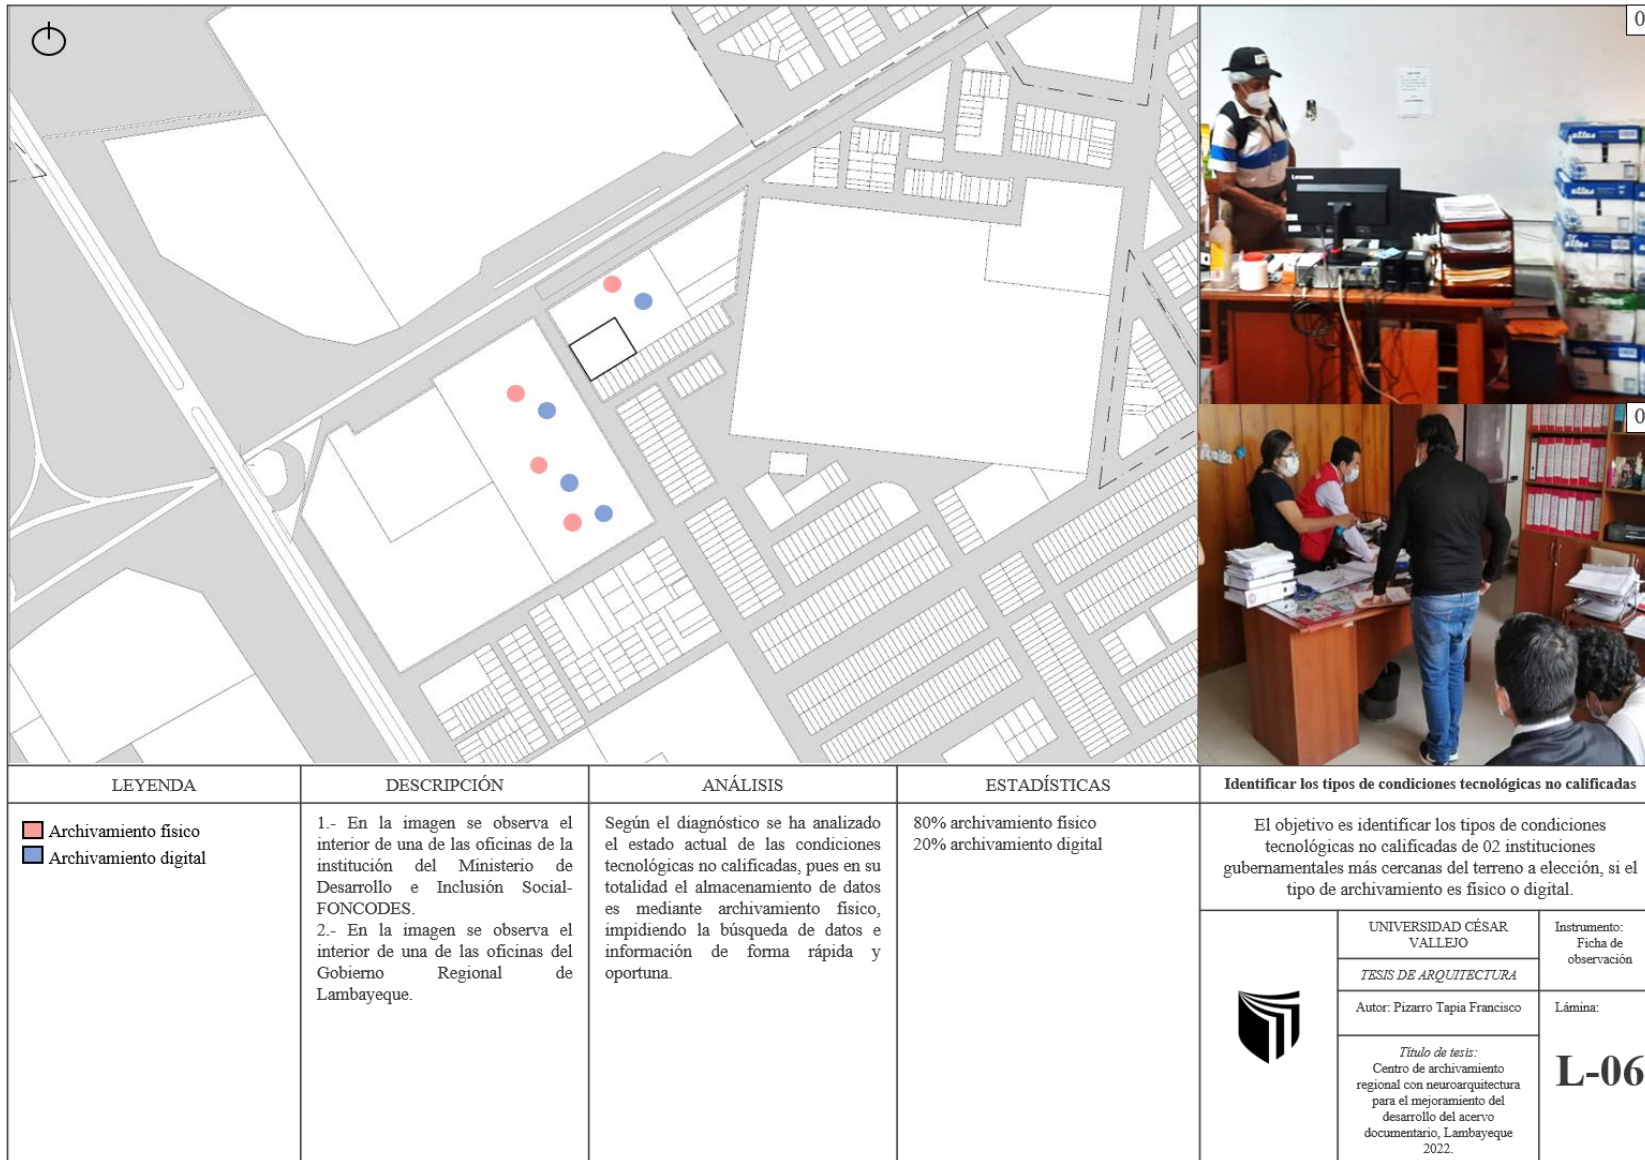 0
Lenovo
atlas
atlas
atlas
0
LEYENDA
Archivamiento físico
Archivamiento digital
DESCRIPCIÓN
1.- En la imagen se observa el
interior de una de las oficinas de la
institución del Ministerio de
Desarrollo e Inclusión Social-
FONCODES.
2.- En la imagen se observa el
interior de una de las oficinas del
Gobierno Regional de
Lambayeque.
ANÁLISIS
Según el diagnóstico se ha analizado
el estado actual de las condiciones
tecnológicas no calificadas, pues en su
totalidad el almacenamiento de datos
es mediante archivamiento físico,
impidiendo la búsqueda de datos e
información de forma rápida y
oportuna.
ESTADÍSTICAS
80% archivamiento físico
20% archivamiento digital
Identificar los tipos de condiciones tecnológicas no calificadas
El objetivo es identificar los tipos de condiciones
tecnológicas no calificadas de 02 instituciones
gubernamentales más cercanas del terreno a elección, si el
tipo de archivamiento es físico o digital.
UNIVERSIDAD CÉSAR
VALLEJO
TESIS DE ARQUITECTURA
Autor: Pizarro Tapia Francisco
Título de tesis:
Centro de archivamiento
regional con neuroarquitectura
para el mejoramiento del
desarrollo del acervo
documentario, Lambayeque
2022.
Instrumento:
Ficha de
observación
Lámina:
L-06